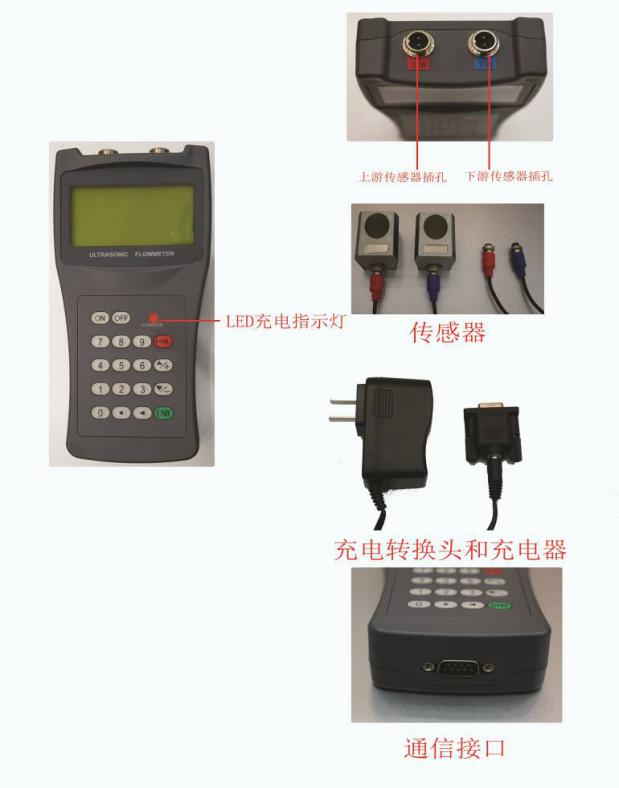 上游传感器插孔
下游传感器插孔
ULTRASONIC FLOWMETER
ON OFF
CHARGE
LED充电指示灯
7 8 9
4 5 6 ▲/+
1 2 3 ▼/-
0 • ◄ ENT
传感器
充电转换头和充电器
0 • ◄
通信接口